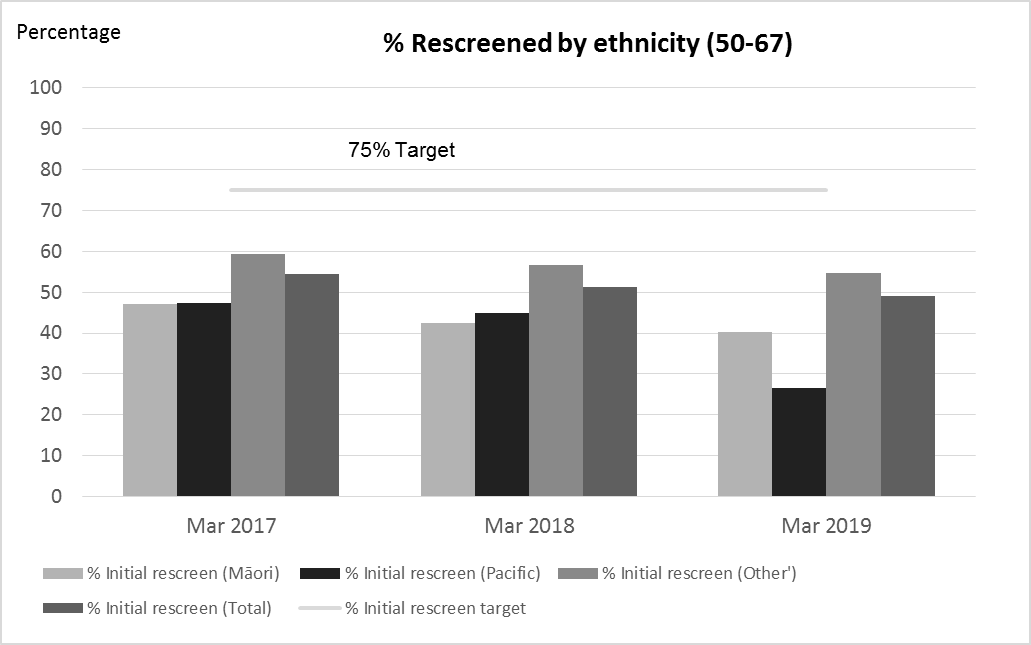 Percentage
% Rescreened by ethnicity (50-67)
100
90
75% Target
80
70
60
50
40
30
20
10
0
Mar 2017 Mar 2018 Mar 2019
% Initial rescreen (Māori) % Initial rescreen (Pacific) % Initial rescreen (Other')
% Initial rescreen (Total) % Initial rescreen target